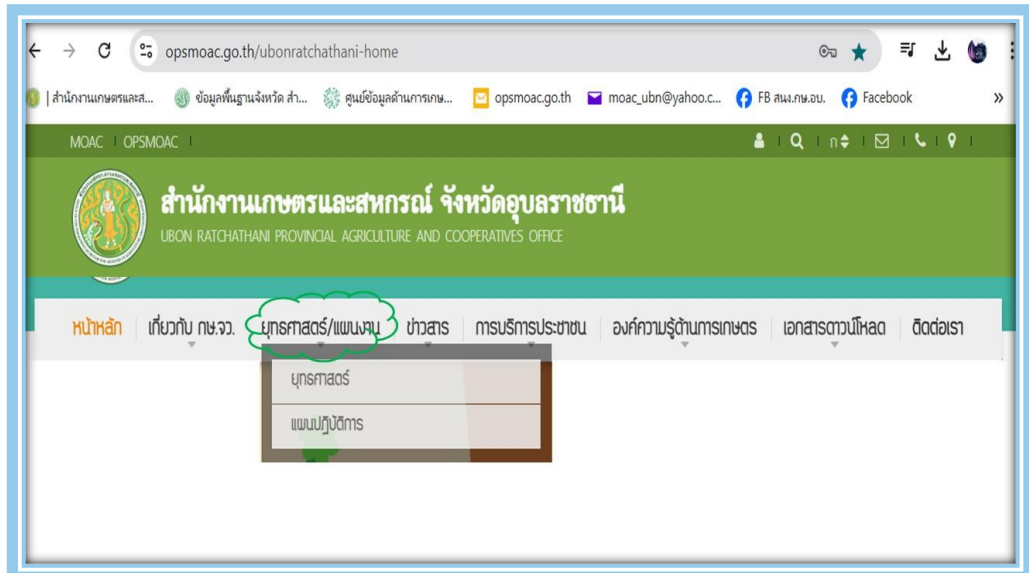 opsmoac.go.th/ubonratchathani-home
| สำนักงานเกษตรและส... ข้อมูลพื้นฐานจังหวัด สำ... ศูนย์ข้อมูลด้านการเกษ... opsmoac.go.th moac_ubn@yahoo.c... FB สนง.กษ.อบ. Facebook »
MOAC | OPSMOAC | ก
สำนักงานเกษตรและสหกรณ์ จังหวัดอุบลราชธานี
UBON RATCHATHANI PROVINCIAL AGRICULTURE AND COOPERATIVES OFFICE
หน้าหลัก เกี่ยวกับ กษ.จว. ยุทธศาสตร์/แผนงาน ข่าวสาร การบริการประชาชน องค์ความรู้ด้านการเกษตร เอกสารดาวน์โหลด ติดต่อเรา
ยุทธศาสตร์
แผนปฏิบัติการ